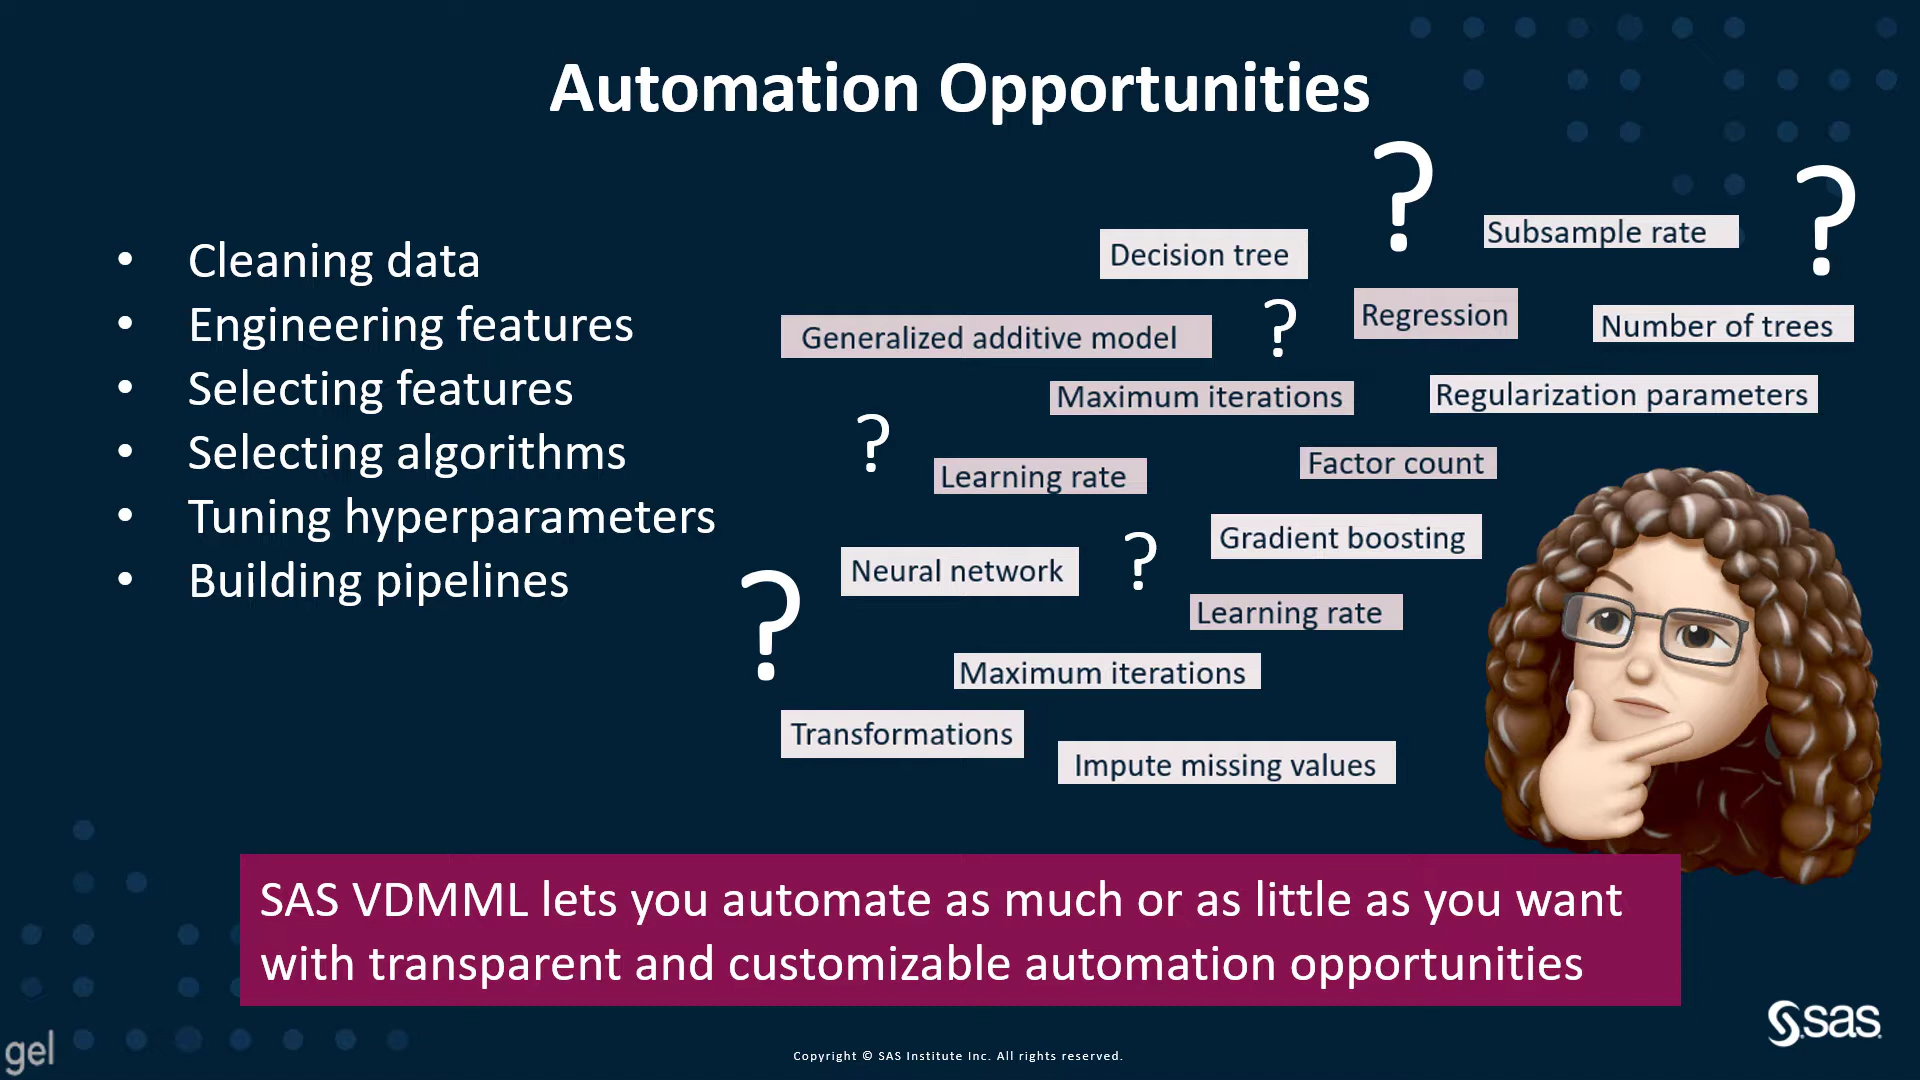 Automation Opportunities
• Cleaning data
• Engineering features
• Selecting features
• Selecting algorithms
• Tuning hyperparameters
• Building pipelines
?
?
Subsample rate
Decision tree
Regression
?
Number of trees
Generalized additive model
Maximum iterations
Regularization parameters
?
Learning rate
Factor count
Gradient boosting
Neural network
?
?
Learning rate
Maximum iterations
Transformations
Impute missing values
SAS VDMML lets you automate as much or as little as you want
with transparent and customizable automation opportunities
gel
Copyright © SAS Institute Inc. All rights reserved.
sas